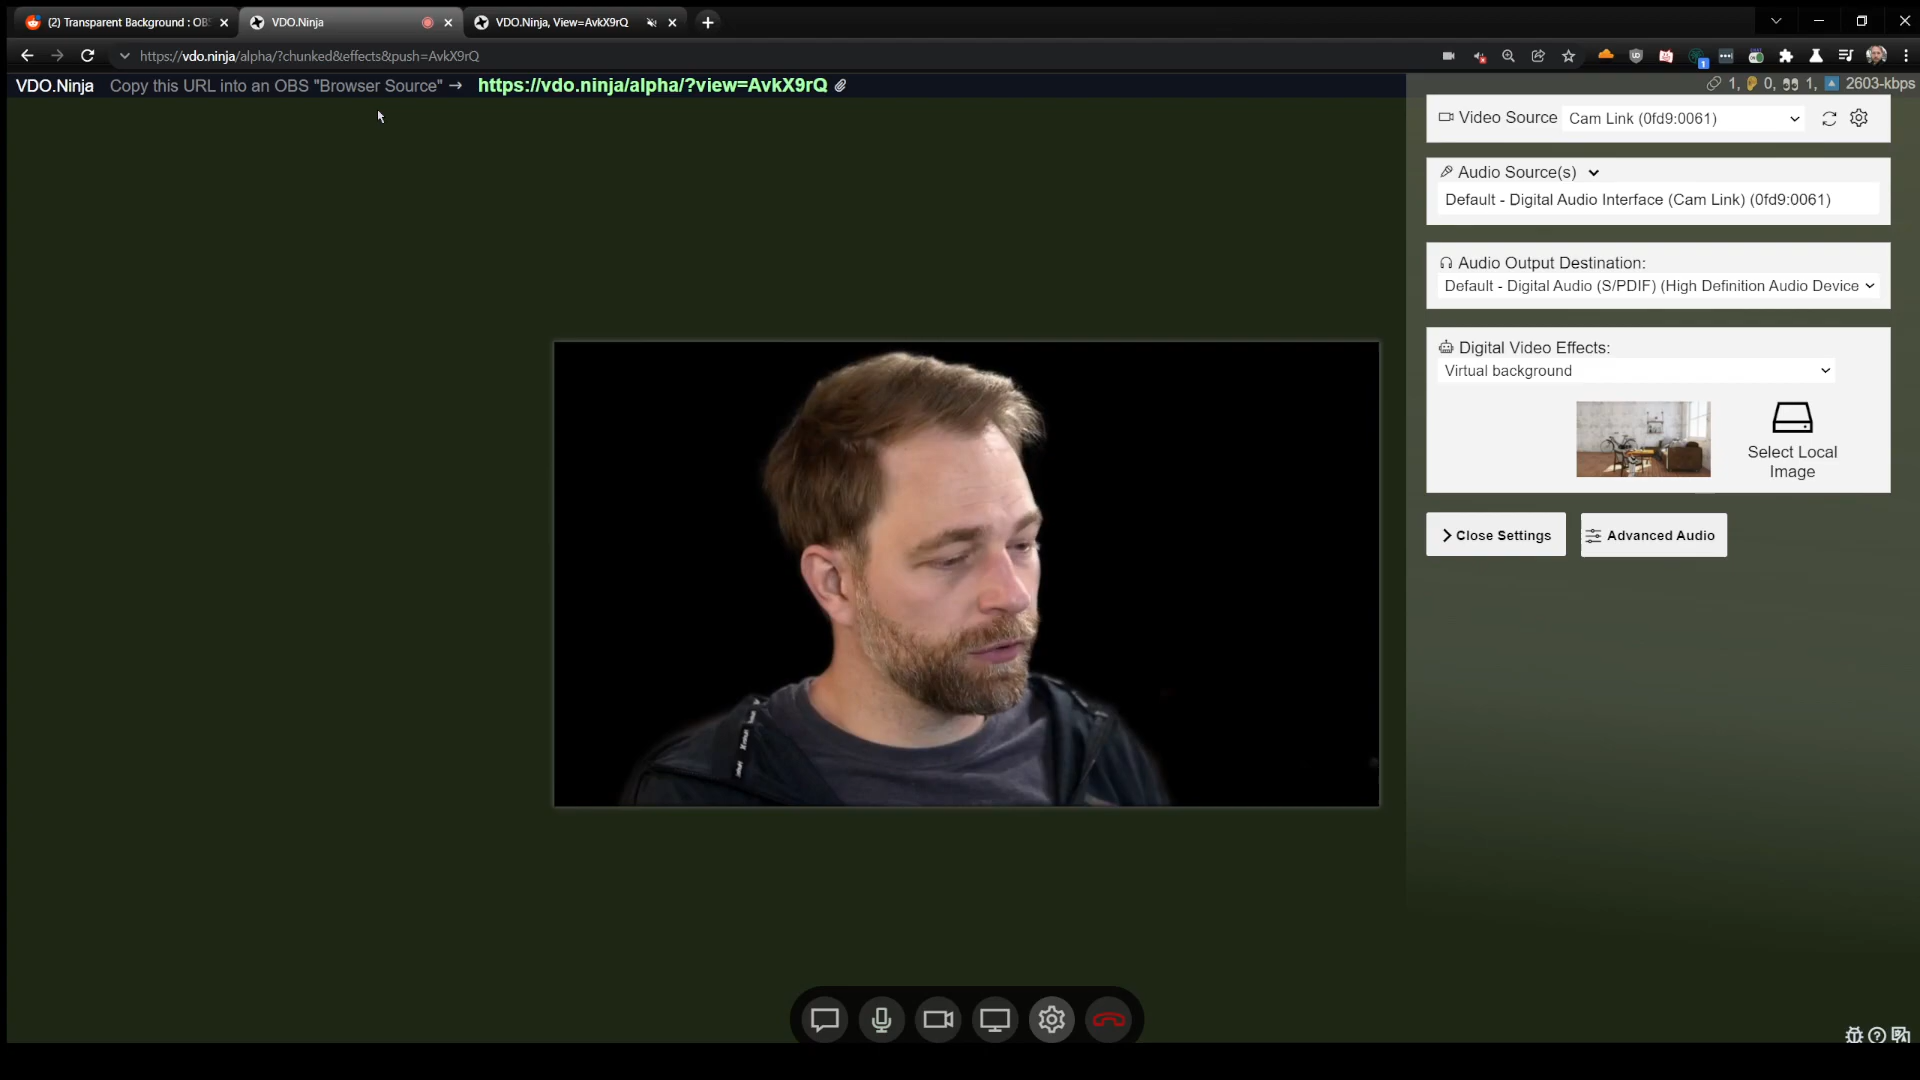 (2) Transparent Background : OBS
VDO.Ninja
VDO.Ninja, View=AvkX9rQ
https://vdo.ninja/alpha/?chunked&effects&push=AvkX9rQ
VDO.Ninja Copy this URL into an OBS "Browser Source" → https://vdo.ninja/alpha/?view=AvkX9rQ
1, 0, 1, 2603-kbps
Video Source Cam Link (0fd9:0061)
Audio Source(s)
Default - Digital Audio Interface (Cam Link) (0fd9:0061)
Audio Output Destination:
Default - Digital Audio (S/PDIF) (High Definition Audio Device
Digital Video Effects:
Virtual background
Select Local
Image
Close Settings
Advanced Audio